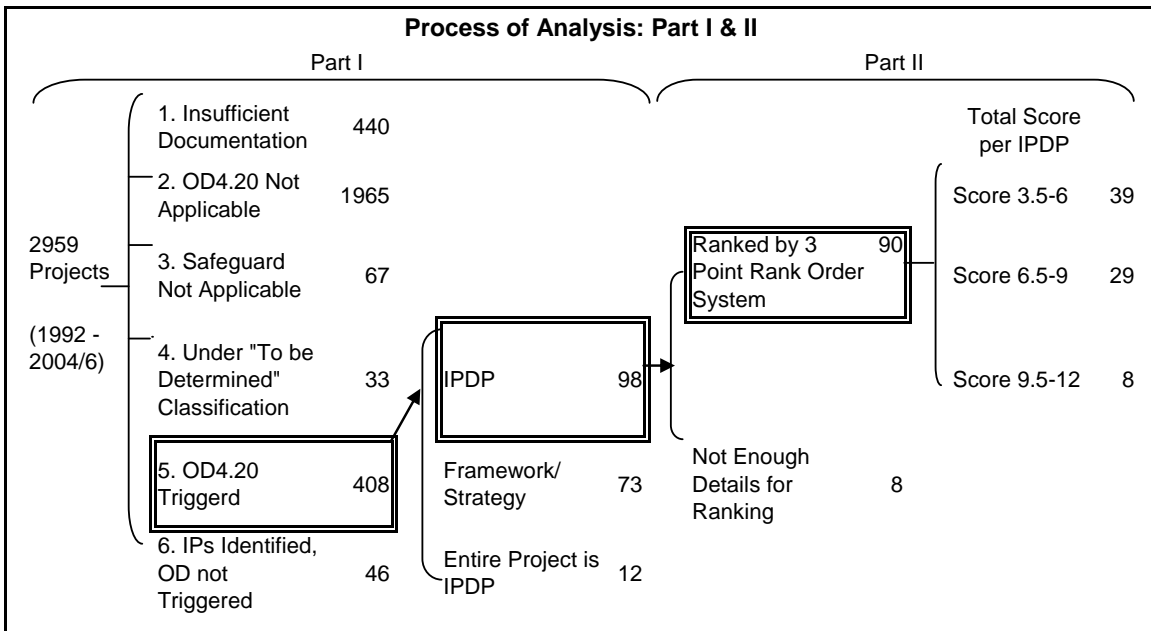 Process of Analysis: Part I & II
Part I
Part II
2959
Projects
(1992 -
2004/6)
1. Insufficient
Documentation
440
2. OD4.20 Not
Applicable
1965
3. Safeguard
Not Applicable
67
4. Under "To be
Determined"
Classification
33
5. OD4.20
Triggerd
408
6. IPs Identified,
OD not
Triggered
46
IPDP
98
Framework/
Strategy
73
Entire Project is
IPDP
12
Ranked by 3
Point Rank Order
System
90
Not Enough
Details for
Ranking
8
Total Score
per IPDP
Score 3.5-6 39
Score 6.5-9 29
Score 9.5-12 8